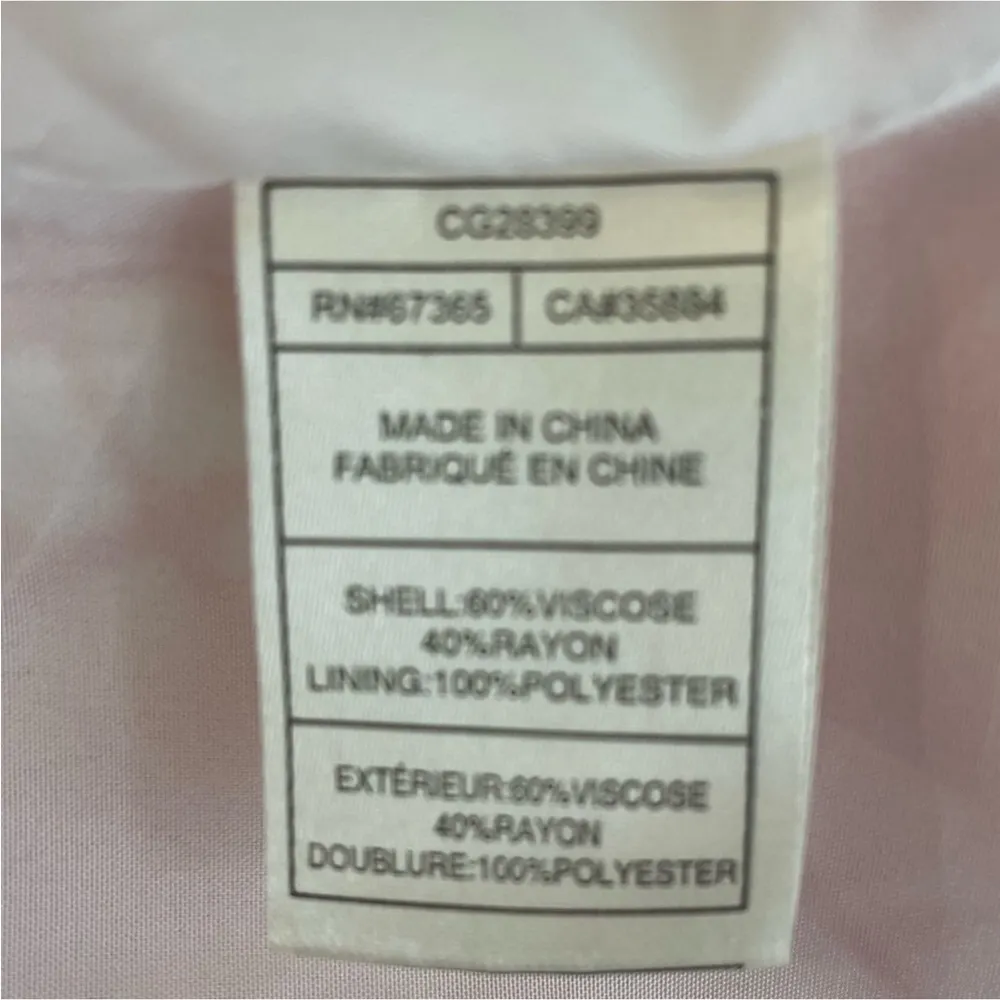 CG28399
RN#67365 CA#35884
MADE IN CHINA
FABRIQUÉ EN CHINE
SHELL:60%VISCOSE
40%RAYON
LINING:100%POLYESTER
EXTÉRIEUR:60%VISCOSE
40%RAYON
DOUBLURE:100%POLYESTER